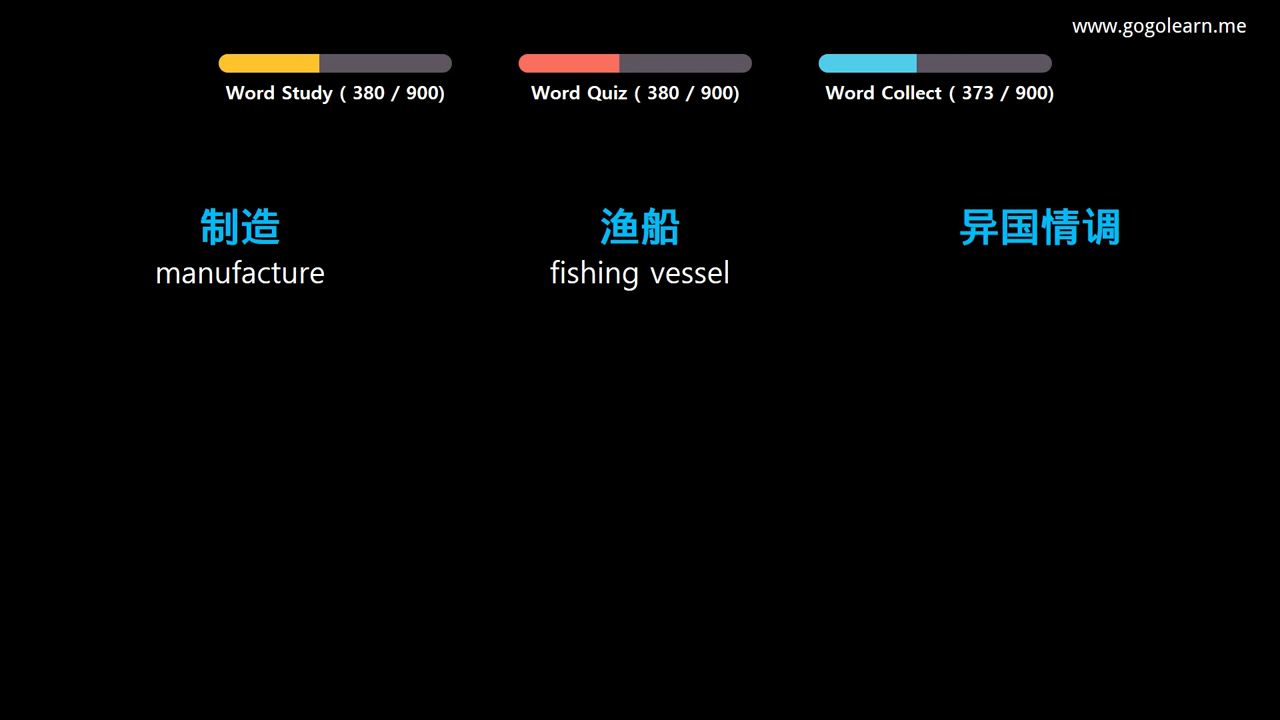 www.gogolearn.me
Word Study ( 380 / 900)
Word Quiz ( 380 / 900)
Word Collect ( 373 / 900)
制造
manufacture
渔船
fishing vessel
异国情调